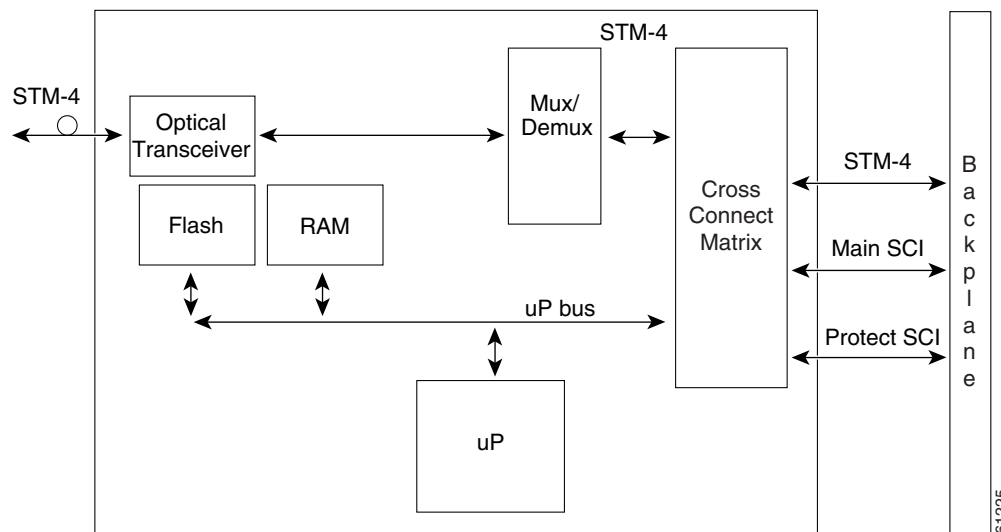 STM-4
STM-4
Optical
Transceiver
Mux/
Demux
Flash
RAM
Cross
Connect
Matrix
STM-4
Main SCI
Protect SCI
uP bus
uP
Backplane